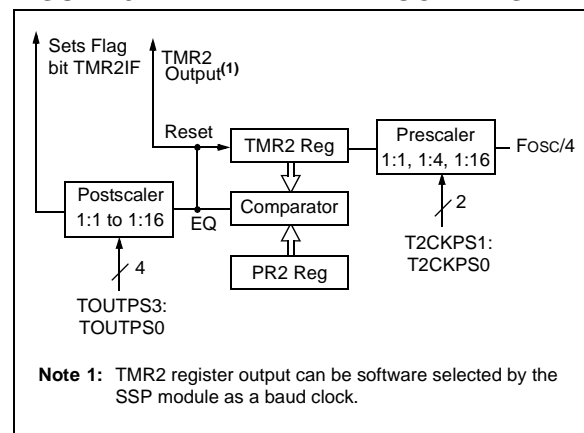 Sets Flag
bit TMR2IF
TMR2
Output(1)
Reset
TMR2 Reg
Prescaler
1:1, 1:4, 1:16
FOSC/4
2
T2CKPS1:
T2CKPS0
Postscaler
1:1 to 1:16
EQ
Comparator
4
TOUTPS3:
TOUTPS0
PR2 Reg
Note 1: TMR2 register output can be software selected by the
SSP module as a baud clock.